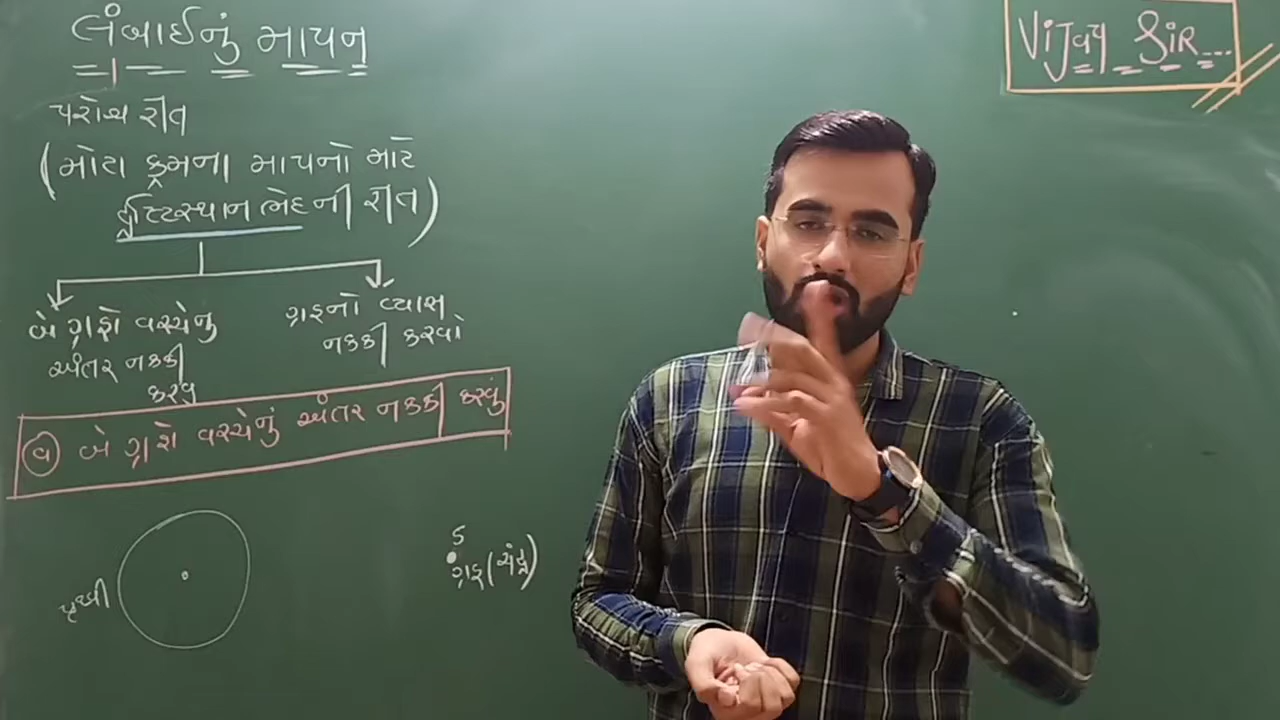 લંબાઈનું માપન
Vijay Sir...
પરોક્ષ રીત
(મોટા ક્રમના માપનો માટે
દ્રષ્ટિસ્થાનભેદની રીત)
બે ગ્રહો વચ્ચેનુ
અંતર નક્કી
કરવુ
ગ્રહનો વ્યાસ
નક્કી કરવો
બે ગ્રહો વચ્ચેનું અંતર નક્કી કરવું
પૃથ્વી
S
ગ્રહ(ચંદ્ર)